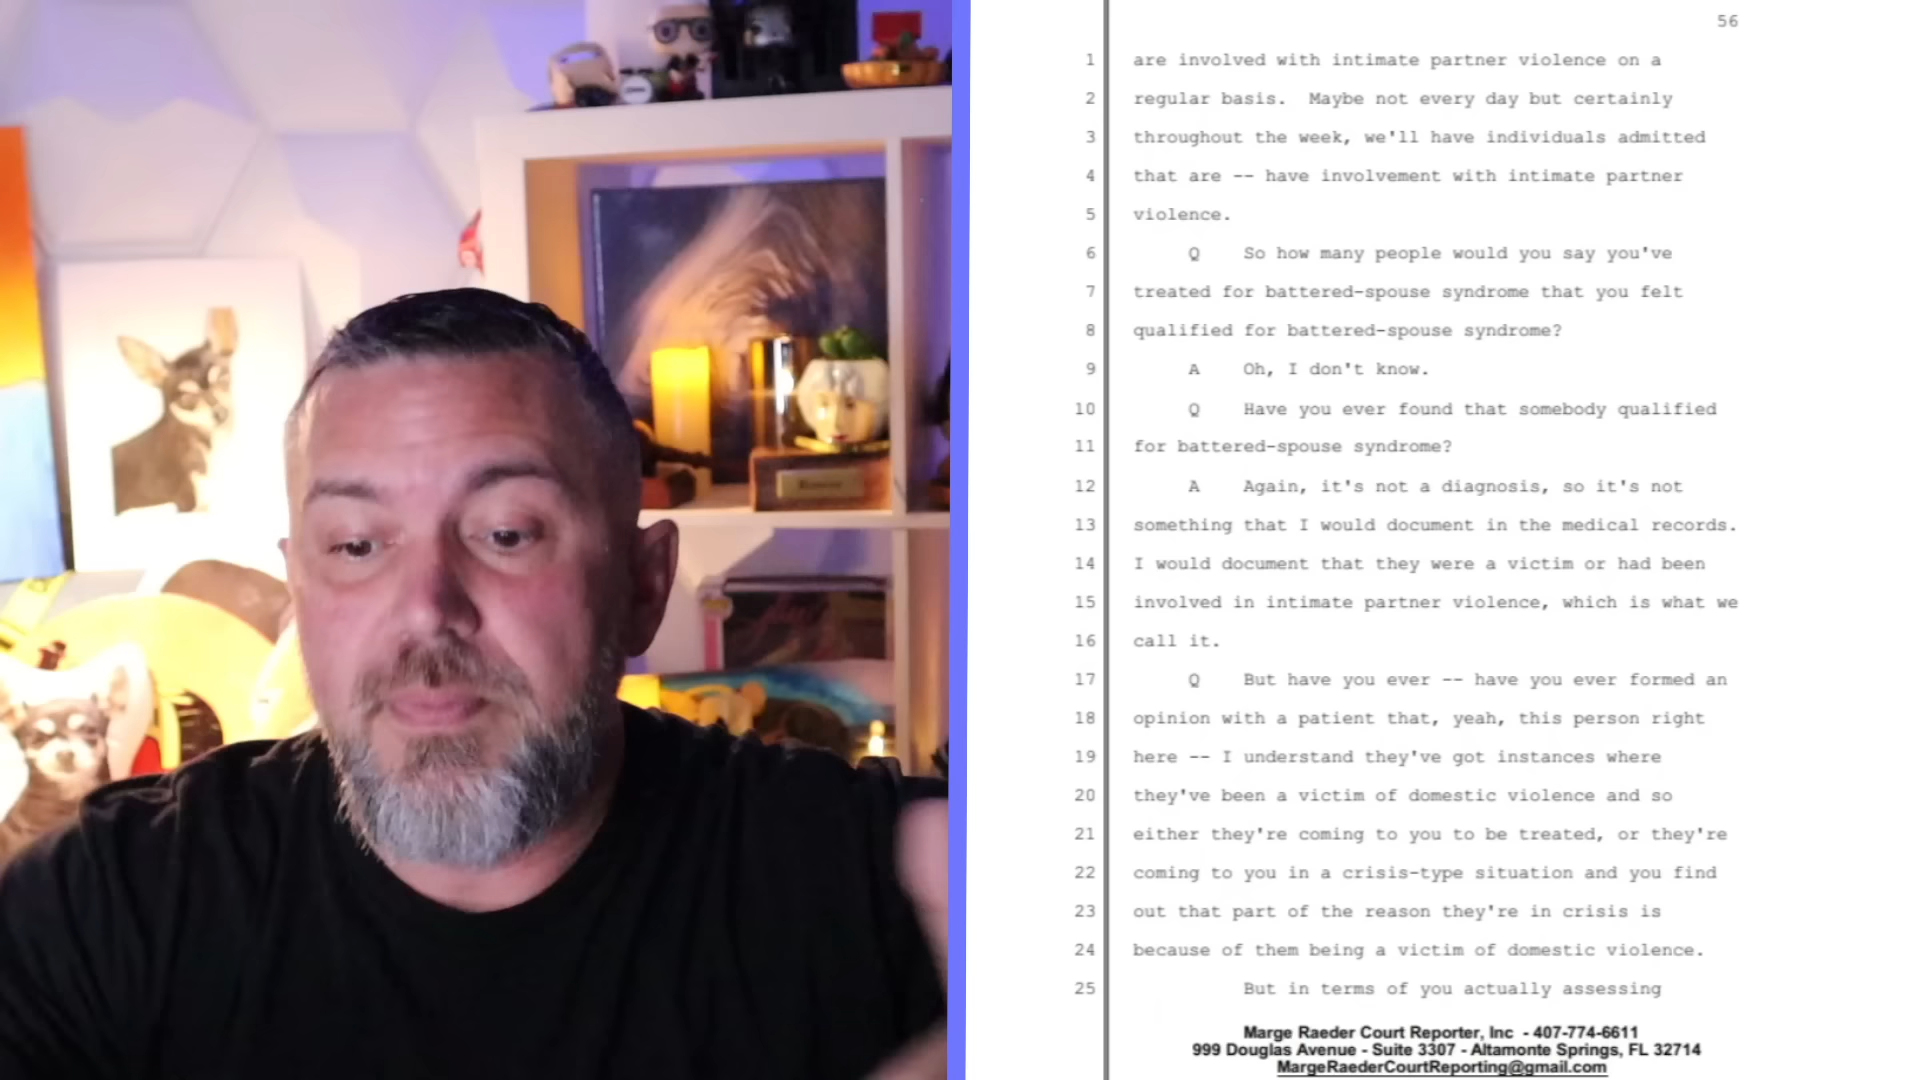 56
1 are involved with intimate partner violence on a
2 regular basis.  Maybe not every day but certainly
3 throughout the week, we'll have individuals admitted
4 that are -- have involvement with intimate partner
5 violence.
6 Q So how many people would you say you've
7 treated for battered-spouse syndrome that you felt
8 qualified for battered-spouse syndrome?
9 A Oh, I don't know.
10 Q Have you ever found that somebody qualified
11 for battered-spouse syndrome?
12 A Again, it's not a diagnosis, so it's not
13 something that I would document in the medical records.
14 I would document that they were a victim or had been
15 involved in intimate partner violence, which is what we
16 call it.
17 Q But have you ever -- have you ever formed an
18 opinion with a patient that, yeah, this person right
19 here -- I understand they've got instances where
20 they've been a victim of domestic violence and so
21 either they're coming to you to be treated, or they're
22 coming to you in a crisis-type situation and you find
23 out that part of the reason they're in crisis is
24 because of them being a victim of domestic violence.
25 But in terms of you actually assessing
Marge Raeder Court Reporter, Inc - 407-774-6611
999 Douglas Avenue - Suite 3307 - Altamonte Springs, FL 32714
MargeRaederCourtReporting@gmail.com